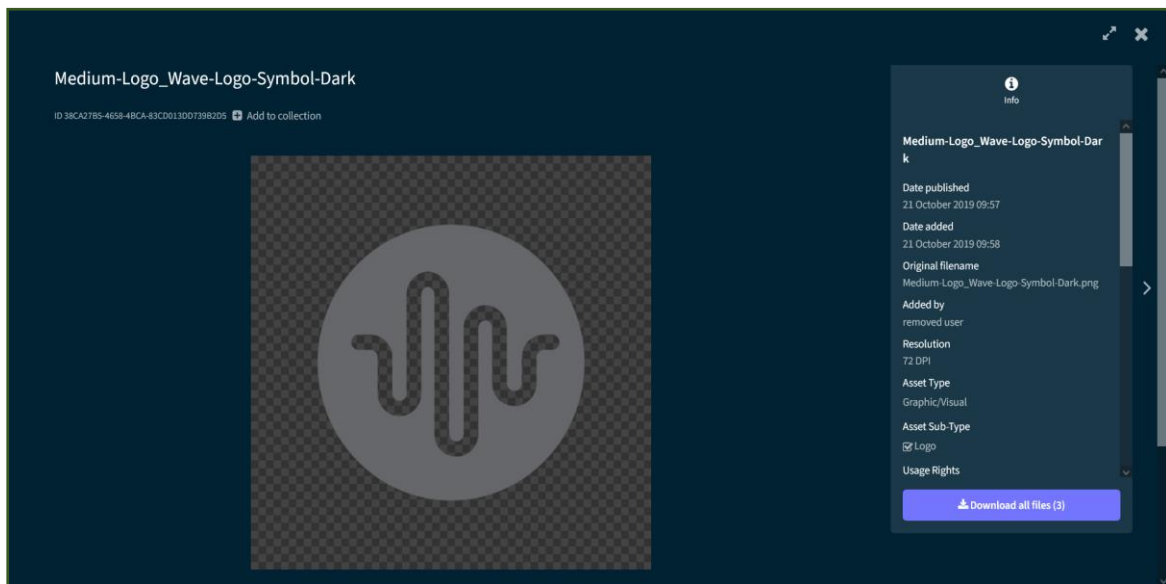 Medium-Logo_Wave-Logo-Symbol-Dark
ID 38CA27B5-4658-4BCA-83CD013DD739B2D5 Add to collection
Info
Medium-Logo_Wave-Logo-Symbol-Dar
k
Date published
21 October 2019 09:57
Date added
21 October 2019 09:58
Original filename
Medium-Logo_Wave-Logo-Symbol-Dark.png
Added by
removed user
Resolution
72 DPI
Asset Type
Graphic/Visual
Asset Sub-Type
Logo
Usage Rights
Download all files (3)